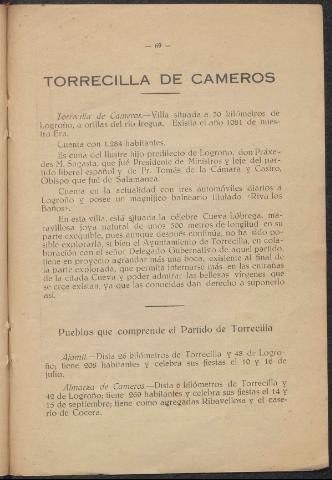 — 69 —
TORRECILLA DE CAMEROS
Torrecilla de Cameros.—Villa situada a 30 kilómetros de
Logroño, a orillas del río Iregua. Existía el año 1081 de nues-
tra Era.
Cuenta con 1.284 habitantes.
Es cuna del ilustre hijo predilecto de Logroño, don Práxe-
des M. Sagasta, que fué Presidente de Ministros y jefe del par-
tido liberal español y de Fr. Tomás de la Cámara y Castro,
Obispo que fué de Salamanca.
Cuenta en la actualidad con tres automóviles diarios a
Logroño y posee un magnífico balneario titulado «Riva los
Baños».
En esta villa, está situada la célebre Cueva Lóbrega, ma-
ravillosa joya natural de unos 500 metros de longitud en su
parte exequible, pues aunque después continúa, no ha sido po-
sible explorarla, si bien el Ayuntamiento de Torrecilla, en cola-
boración con el señor Delegado Gubernativo de aquel partido,
tiene en proyecto agrandar más una boca, existente al final de
la parte explorada, que permita internarse más en las entrañas
de la citada Cueva y poder admirar las bellezas vírgenes que
se cree existan, ya que las conocidas dan derecho a suponerlo
así.
Pueblos que comprende el Partido de Torrecilla
Ajamil.—Dista 26 kilómetros de Torrecilla y 48 de Logro-
ño; tiene 208 habitantes y celebra sus fiestas el 10 y 16 de
julio.
Almarza de Cameros.—Dista 6 kilómetros de Torrecilla y
42 de Logroño; tiene 269 habitantes y celebra sus fiestas el 14 y
15 de septiembre; tiene como agregadas Ribavellosa y el case-
río de Cocera.